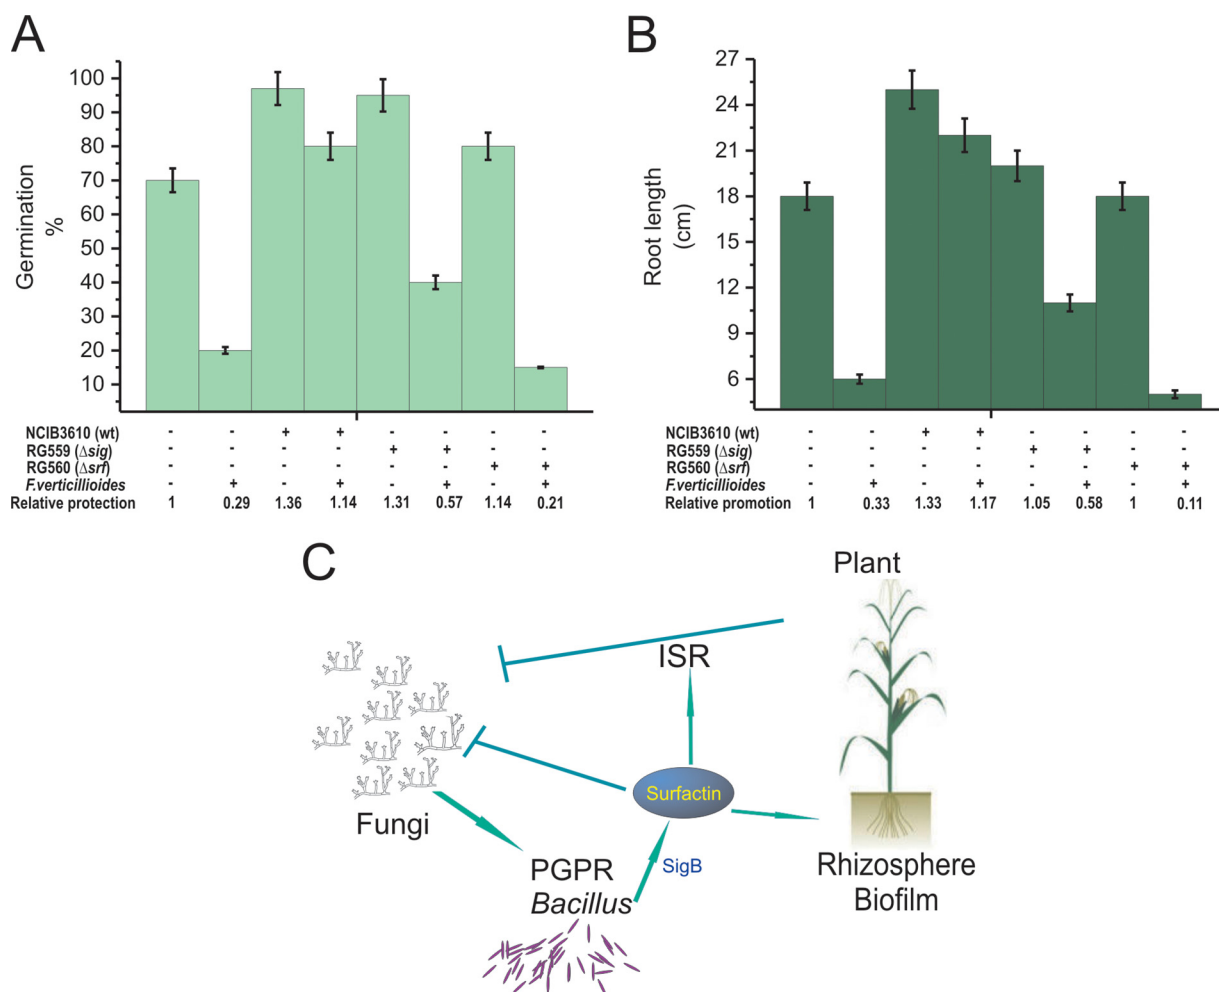 A
100
90
80
70
60
50
40
30
20
10
Germination
%
NCIB3610 (wt) - - + + - - - -
RG559 (Δsig) - - - - + + - -
RG560 (Δsrf) - - - - - - + +
F.verticillioides - + - + - + - +
Relative protection 1 0.29 1.36 1.14 1.31 0.57 1.14 0.21
B
27
24
21
18
15
12
9
6
Root length
(cm)
NCIB3610 (wt) - - + + - - - -
RG559 (Δsig) - - - - + + - -
RG560 (Δsrf) - - - - - - + +
F.verticillioides - + - + - + - +
Relative promotion 1 0.33 1.33 1.17 1.05 0.58 1 0.11
C
Plant
ISR
Surfactin
Fungi
SigB
PGPR
Bacillus
Rhizosphere
Biofilm